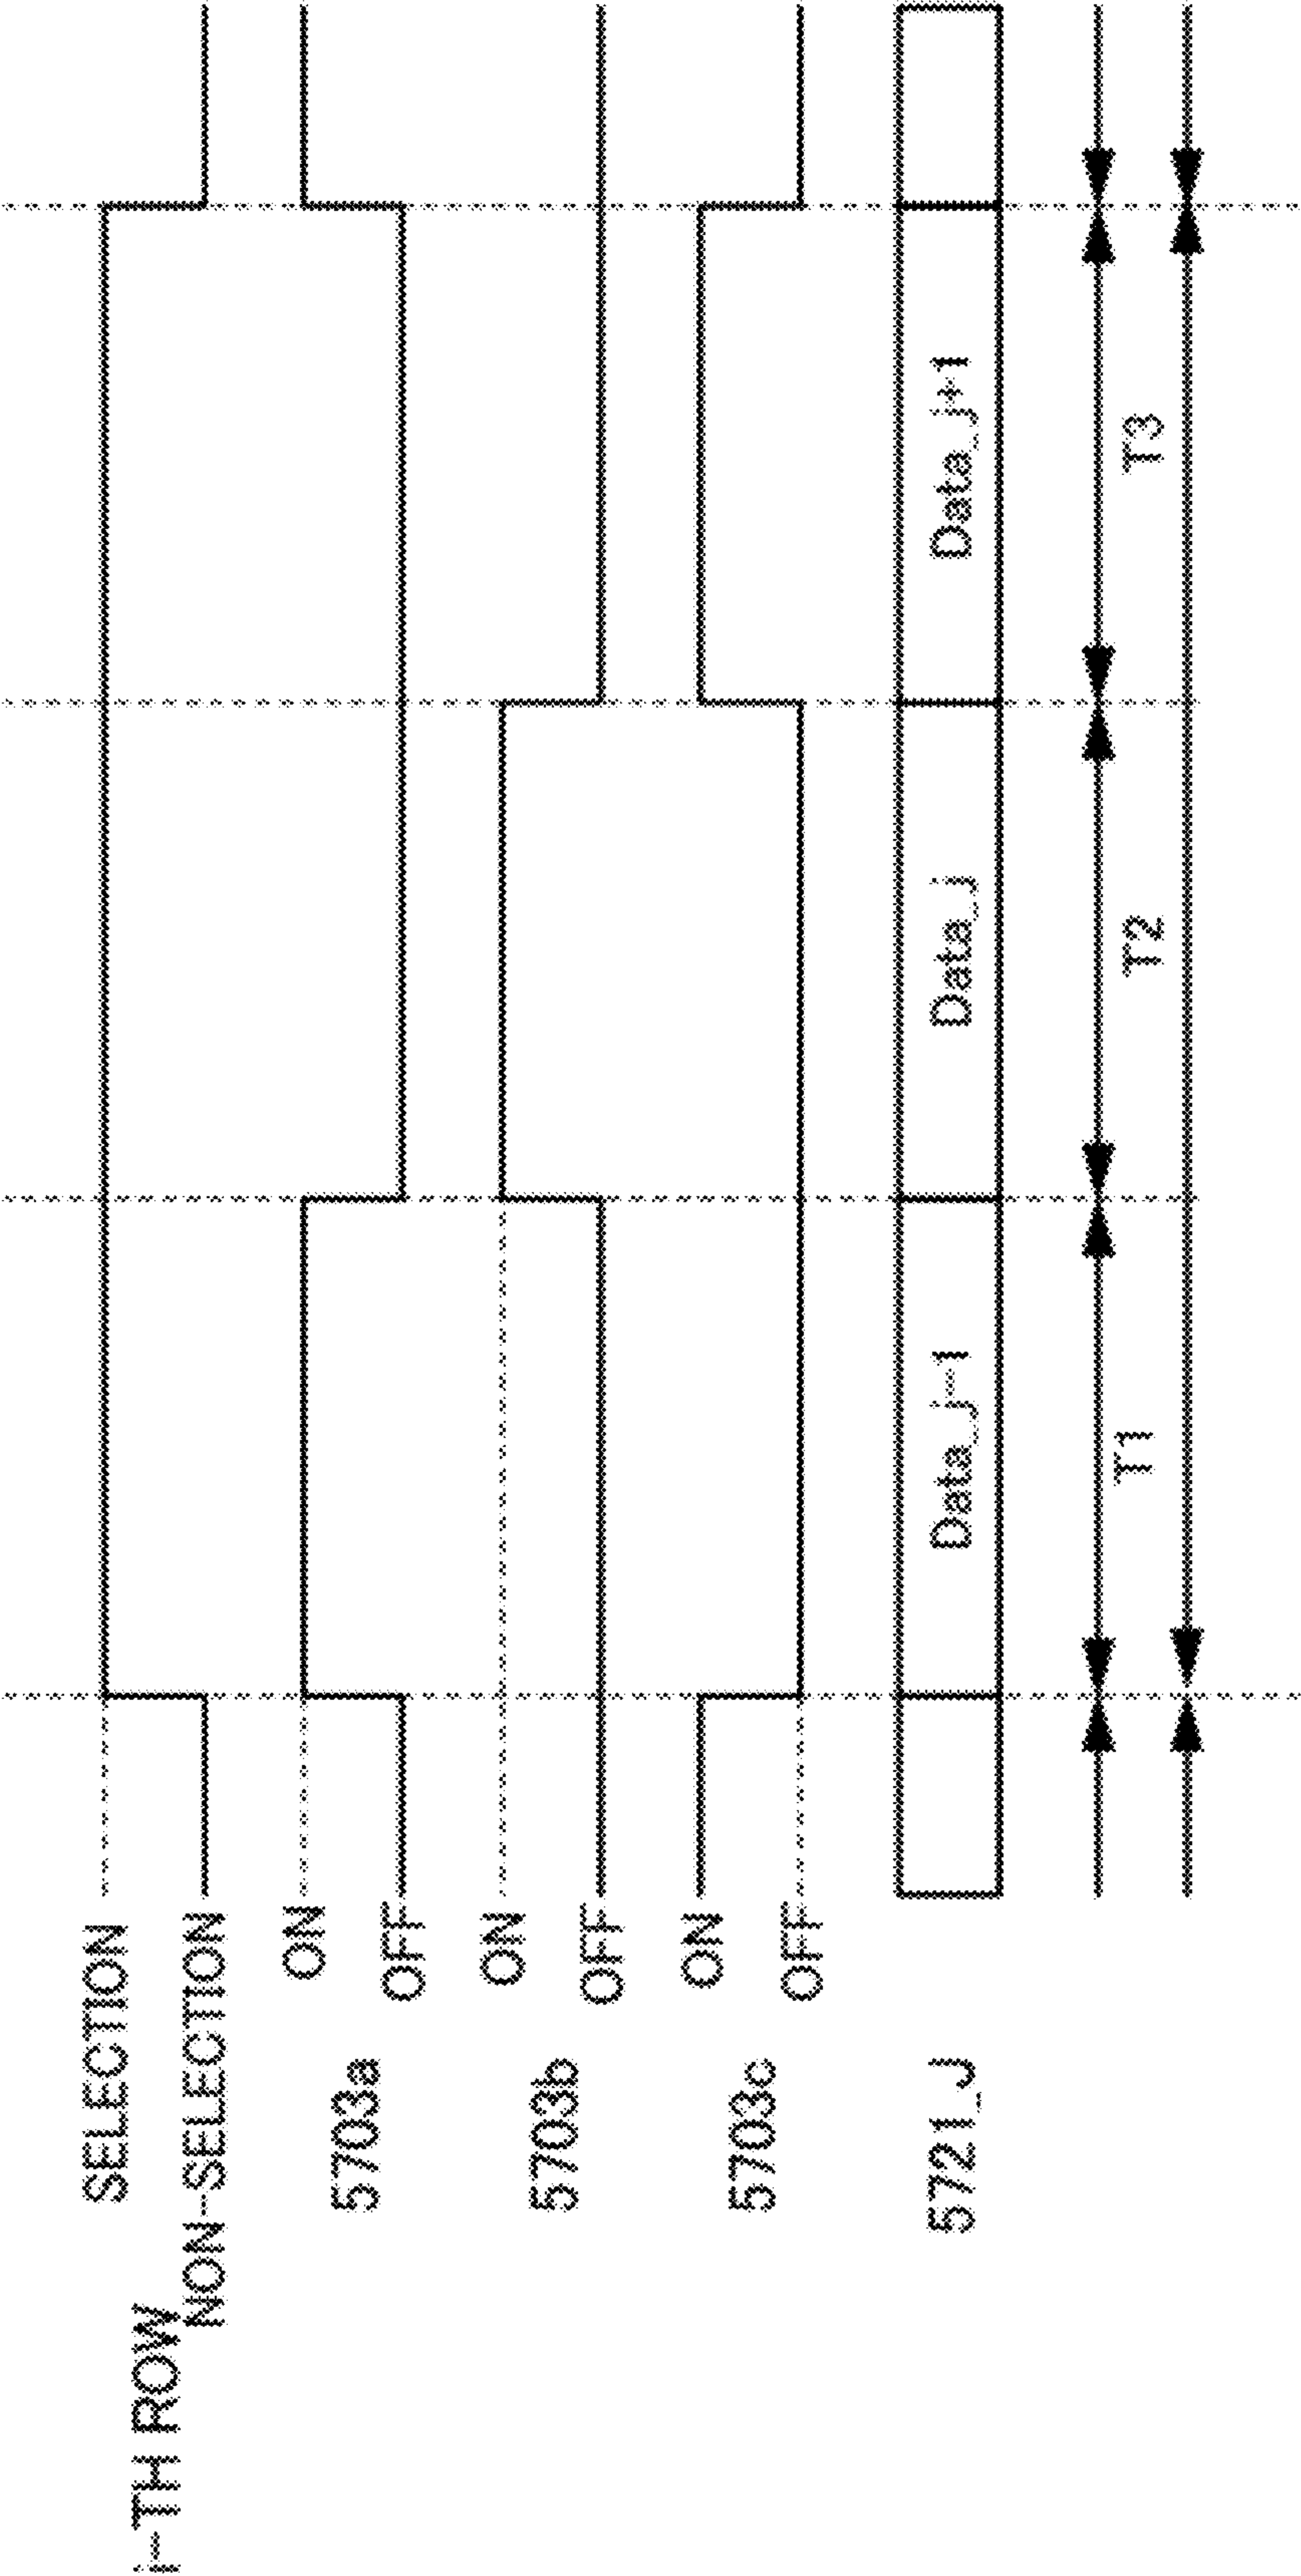 SELECTION
i-TH ROW
NON-SELECTION
ON
5703a
OFF
ON
5703b
OFF
ON
5703c
OFF
5721_J Data_j-1 Data_j Data_j+1
T1 T2 T3